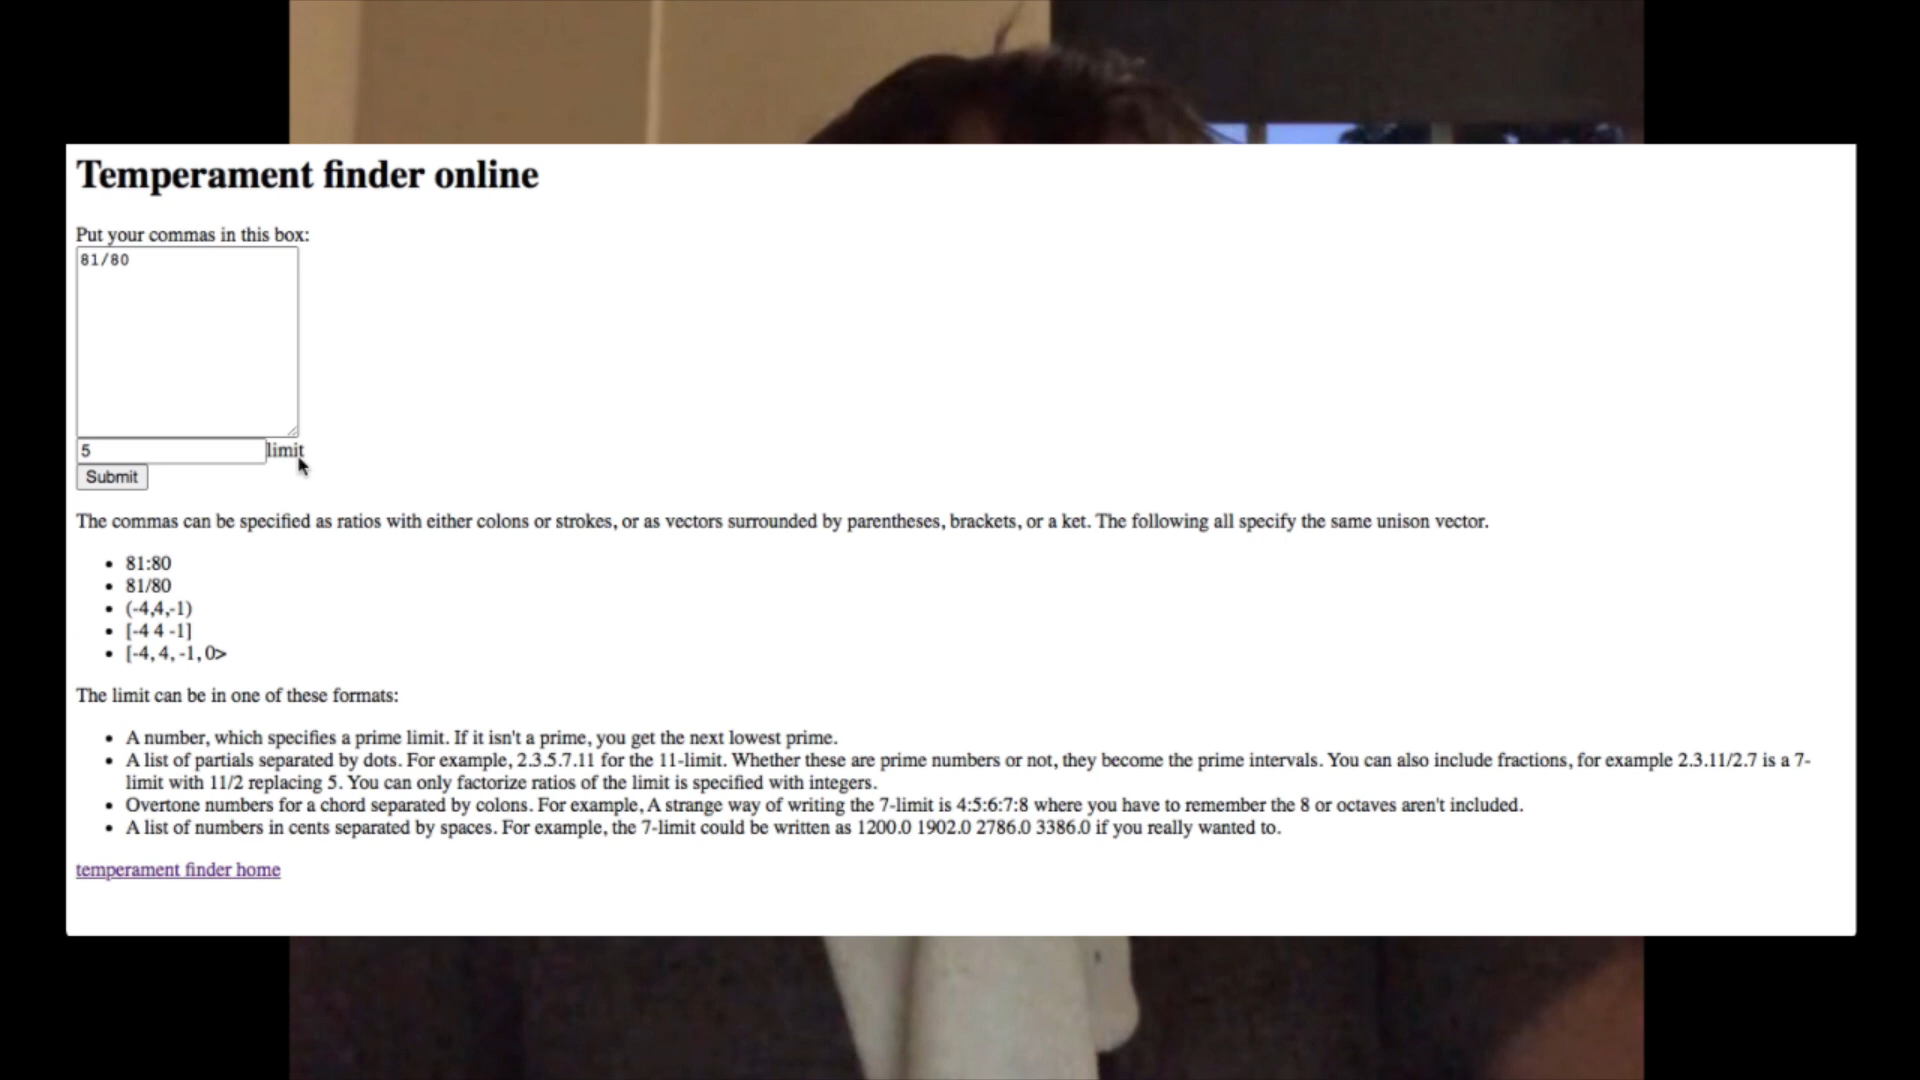 Temperament finder online
Put your commas in this box:
81/80
5 limit
Submit
The commas can be specified as ratios with either colons or strokes, or as vectors surrounded by parentheses, brackets, or a ket. The following all specify the same unison vector.
• 81:80
• 81/80
• (-4,4,-1)
• [-4 4 -1]
• [-4, 4, -1, 0>
The limit can be in one of these formats:
• A number, which specifies a prime limit. If it isn't a prime, you get the next lowest prime.
• A list of partials separated by dots. For example, 2.3.5.7.11 for the 11-limit. Whether these are prime numbers or not, they become the prime intervals. You can also include fractions, for example 2.3.11/2.7 is a 7-
limit with 11/2 replacing 5. You can only factorize ratios of the limit is specified with integers.
• Overtone numbers for a chord separated by colons. For example, A strange way of writing the 7-limit is 4:5:6:7:8 where you have to remember the 8 or octaves aren't included.
• A list of numbers in cents separated by spaces. For example, the 7-limit could be written as 1200.0 1902.0 2786.0 3386.0 if you really wanted to.
temperament finder home